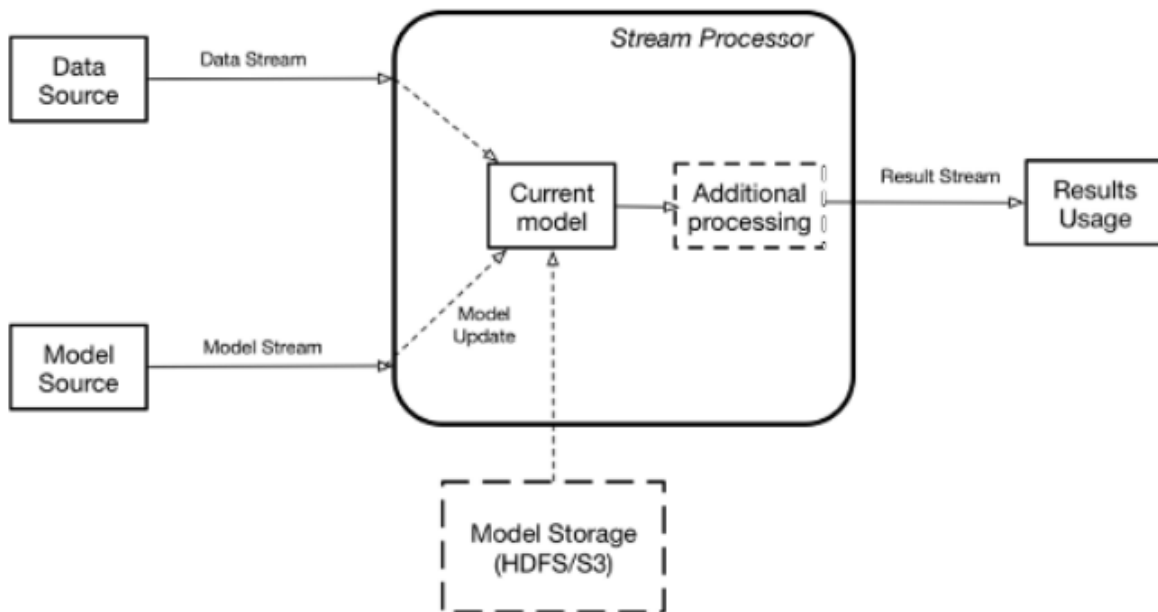 Stream Processor
Data
Source
Data Stream
Current
model
Additional
processing
Result Stream
Results
Usage
Model
Update
Model
Source
Model Stream
Model Storage
(HDFS/S3)